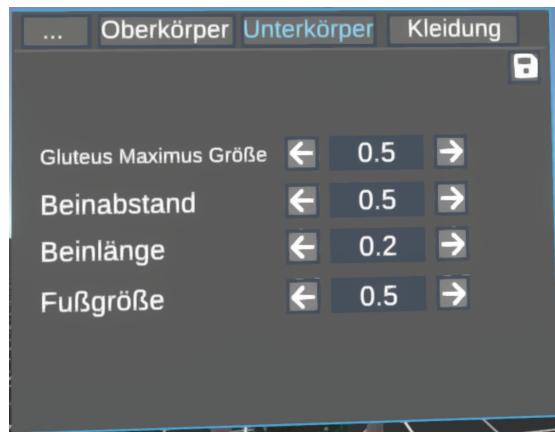 ... Oberkörper Unterkörper Kleidung
Gluteus Maximus Größe 0.5
Beinabstand 0.5
Beinlänge 0.2
Fußgröße 0.5